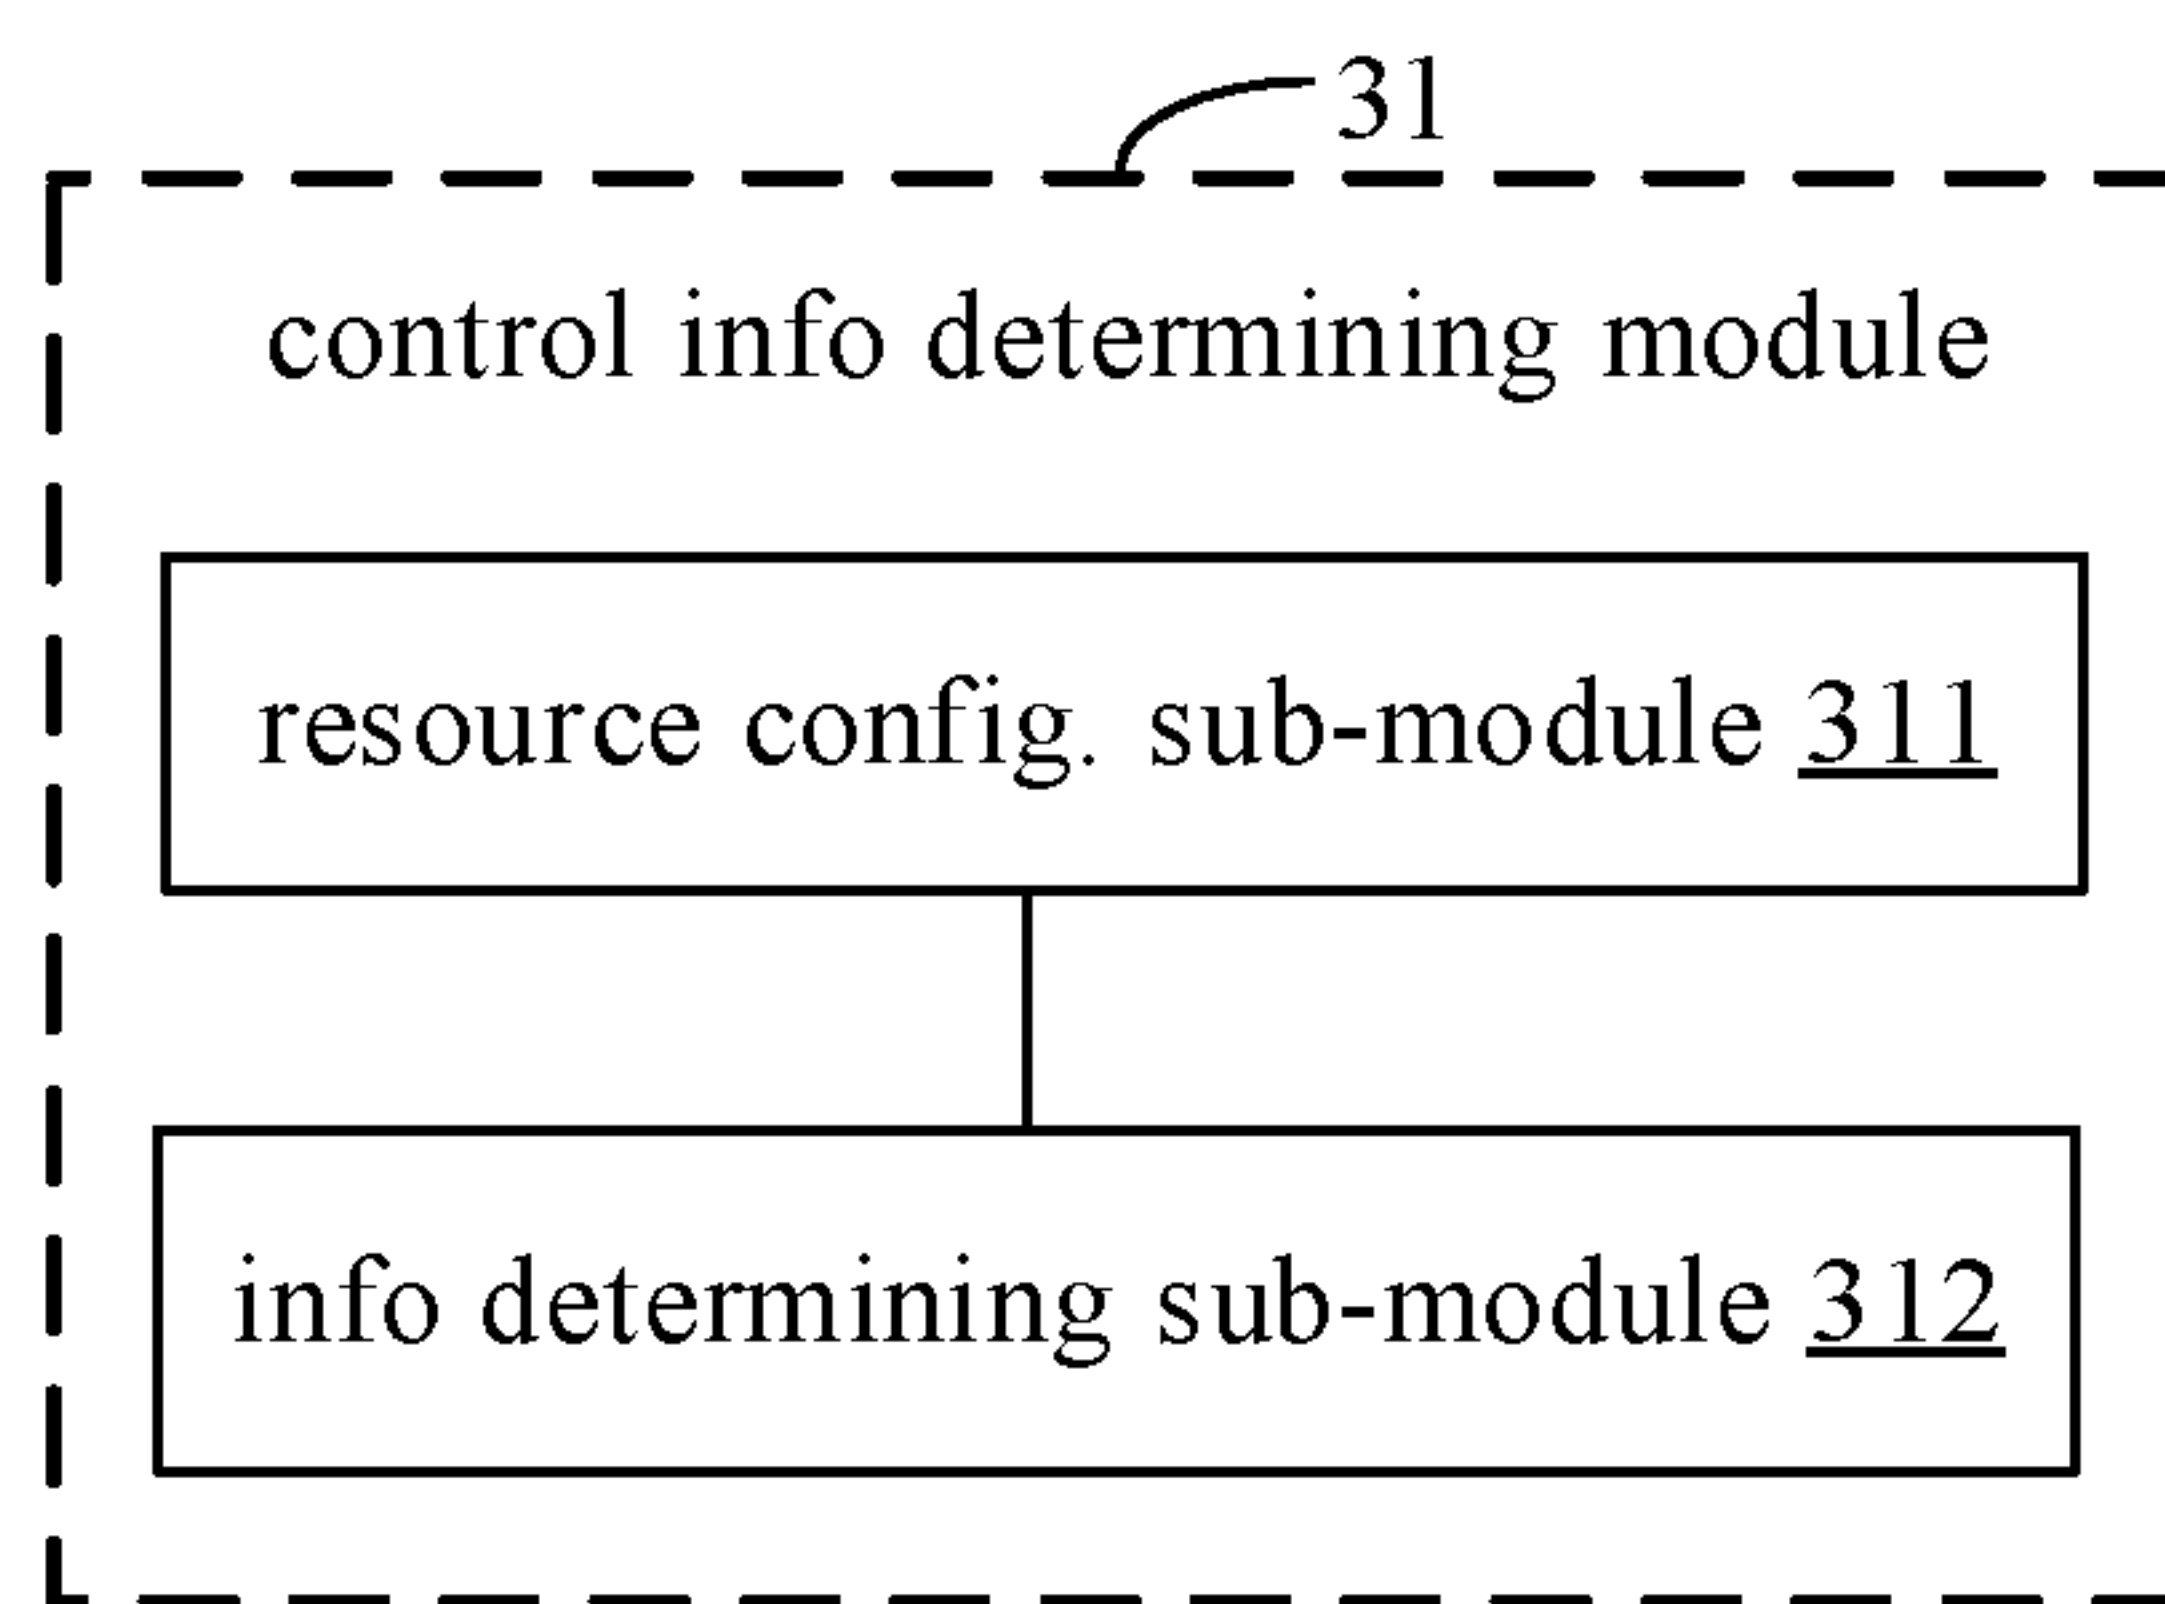 31
control info determining module
resource config. sub-module 311
info determining sub-module 312